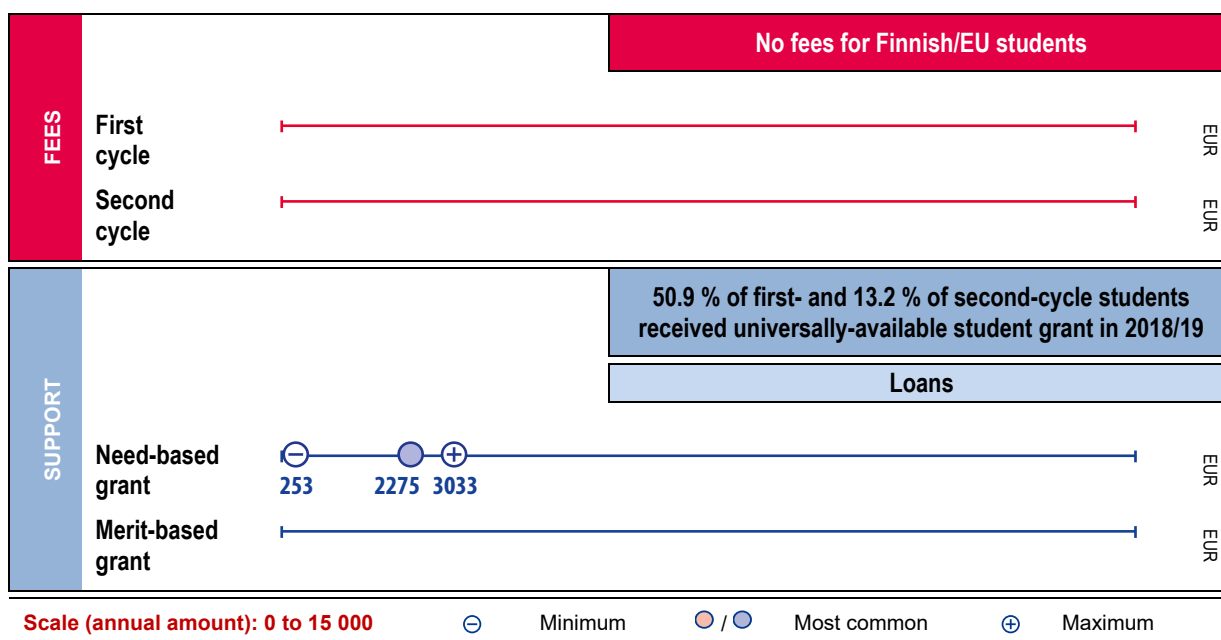 No fees for Finnish/EU students
FEES
First
cycle
EUR
Second
cycle
EUR
50.9 % of first- and 13.2 % of second-cycle students
received universally-available student grant in 2018/19
Loans
SUPPORT
Need-based
grant
253 2275 3033
EUR
Merit-based
grant
EUR
Scale (annual amount): 0 to 15 000 Minimum / Most common Maximum